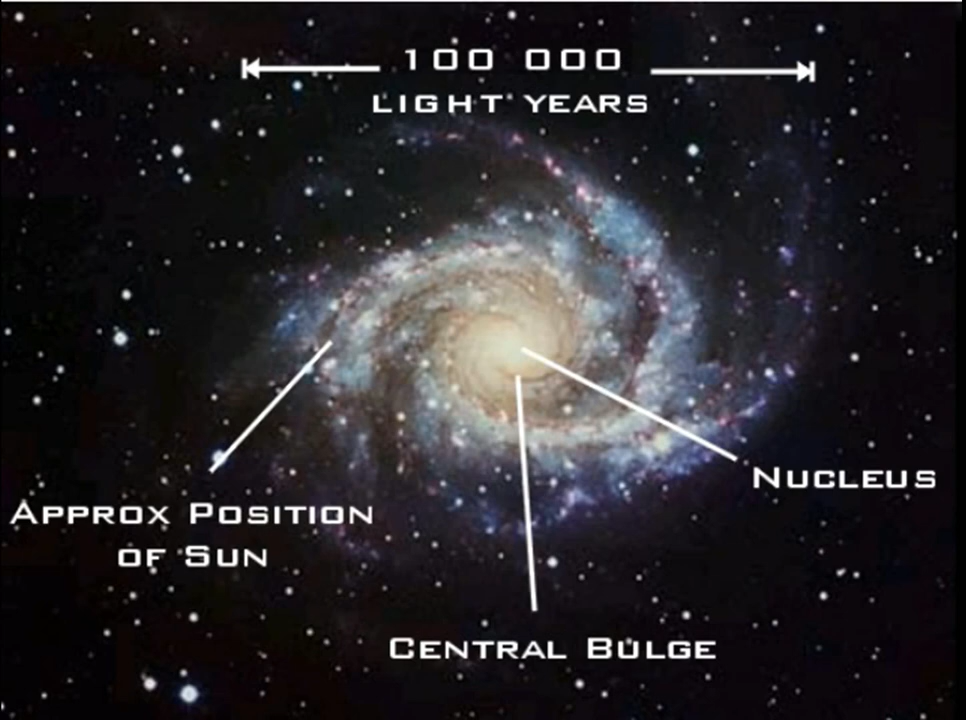 100 000
LIGHT YEARS
NUCLEUS
APPROX POSITION
OF SUN
CENTRAL BULGE